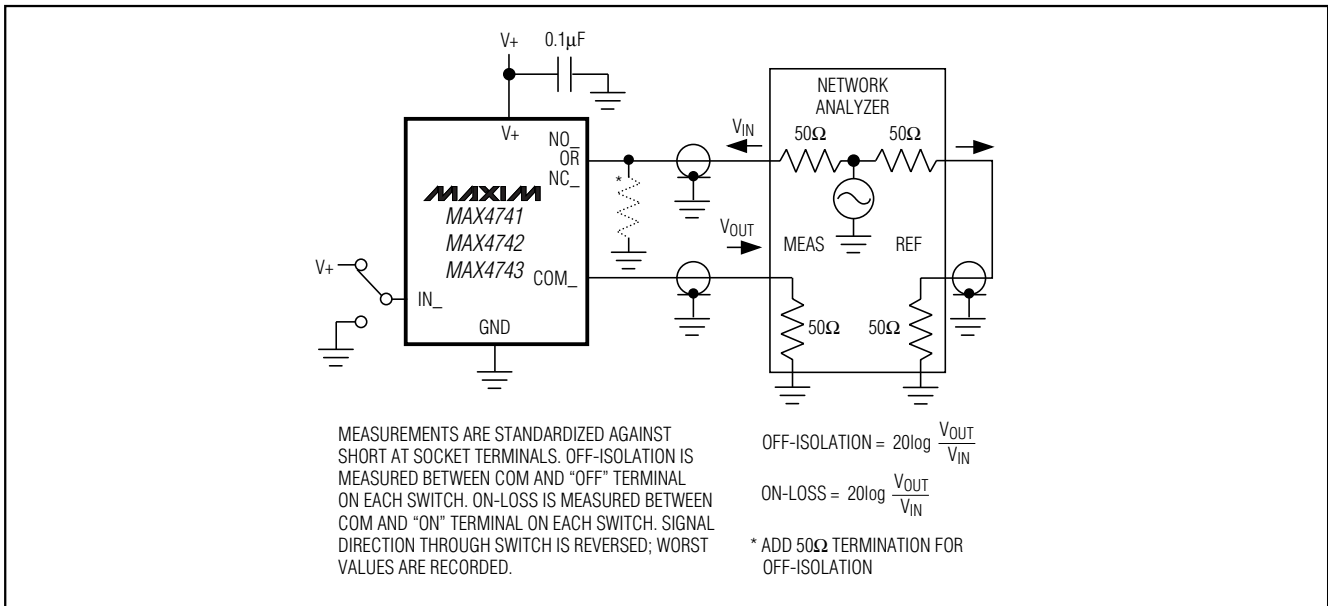 V+
0.1µF
V+
NO_
OR
NC_
*
MAXIM
MAX4741
MAX4742
MAX4743
COM_
V+
IN_
GND
VIN
VOUT
NETWORK
ANALYZER
50Ω
50Ω
MEAS
REF
50Ω
50Ω
MEASUREMENTS ARE STANDARDIZED AGAINST
SHORT AT SOCKET TERMINALS. OFF-ISOLATION IS
MEASURED BETWEEN COM AND “OFF” TERMINAL
ON EACH SWITCH. ON-LOSS IS MEASURED BETWEEN
COM AND “ON” TERMINAL ON EACH SWITCH. SIGNAL
DIRECTION THROUGH SWITCH IS REVERSED; WORST
VALUES ARE RECORDED.
OFF-ISOLATION = 20log VOUT
VIN
ON-LOSS = 20log VOUT
VIN
* ADD 50Ω TERMINATION FOR
OFF-ISOLATION